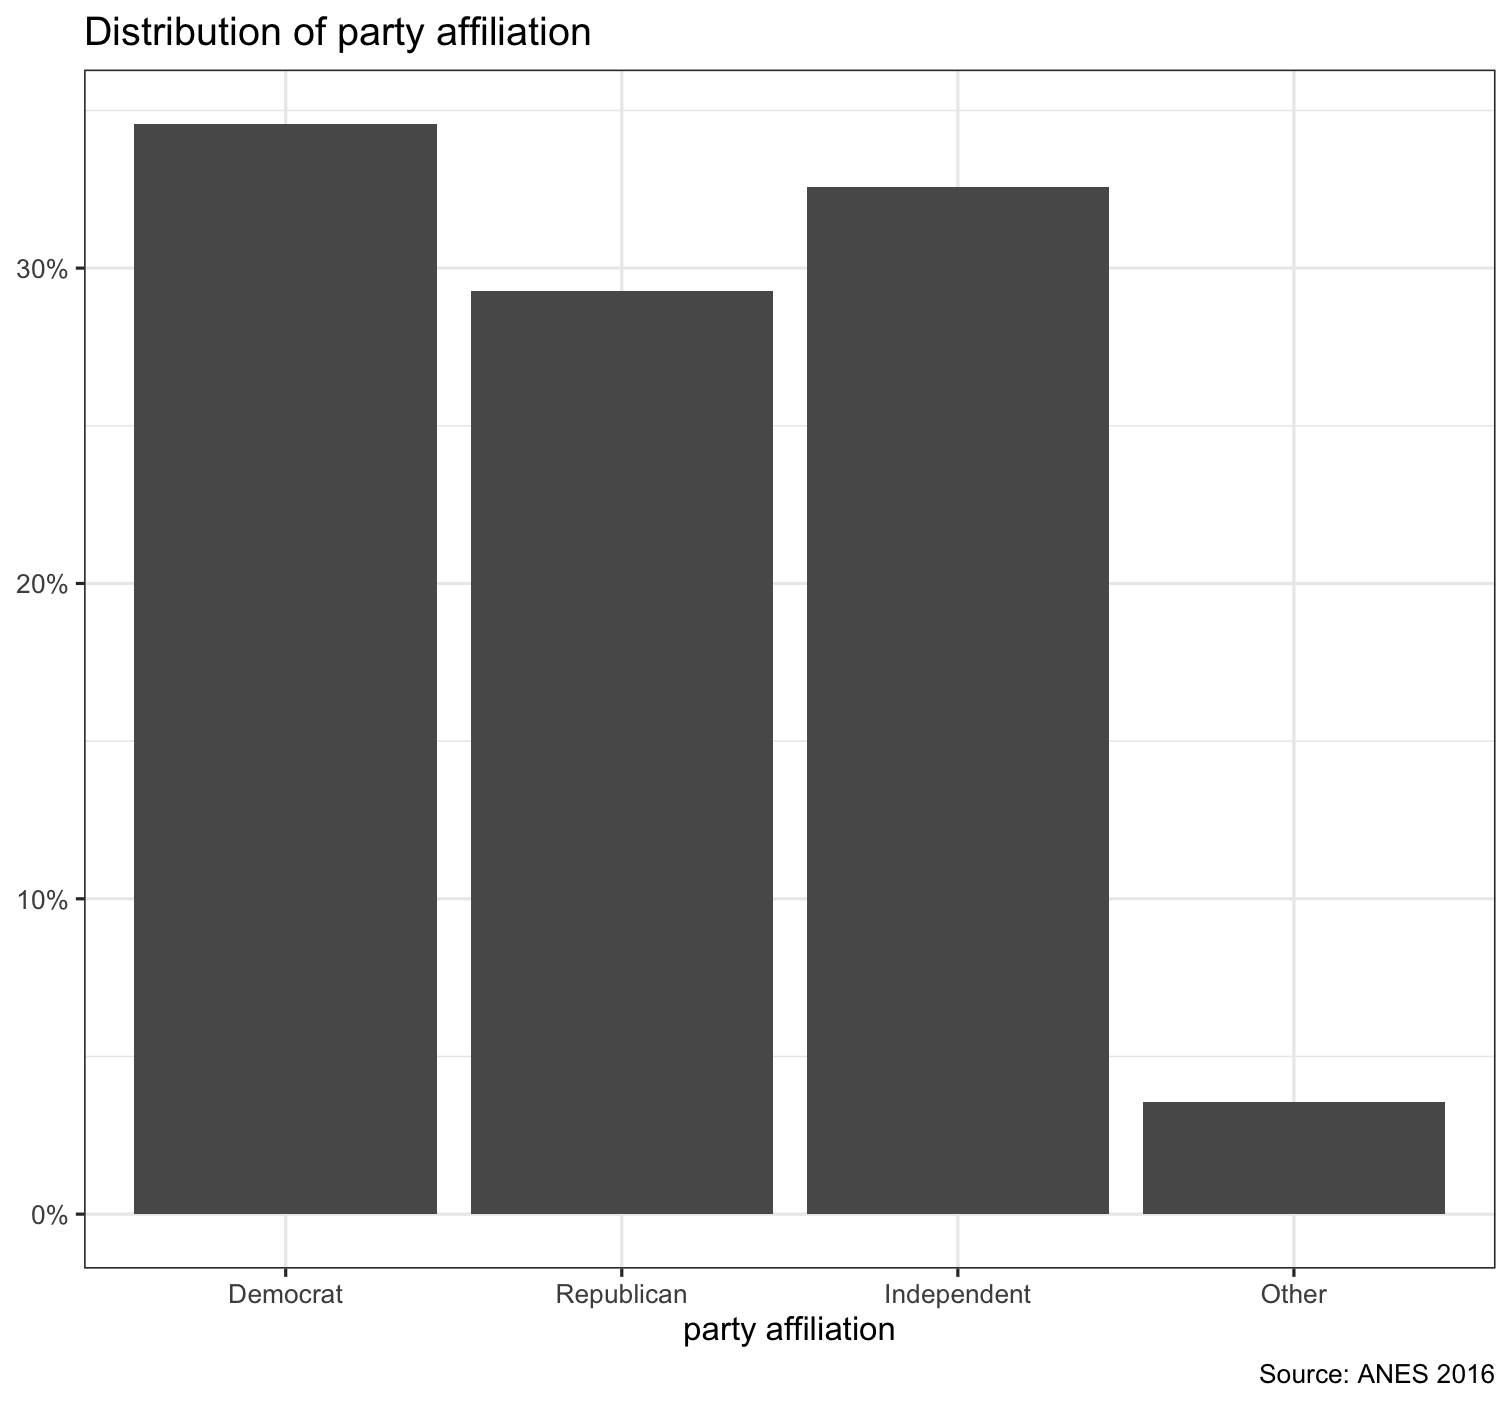 Distribution of party affiliation
30%
20%
10%
0%
Democrat Republican Independent Other
party affiliation
Source: ANES 2016